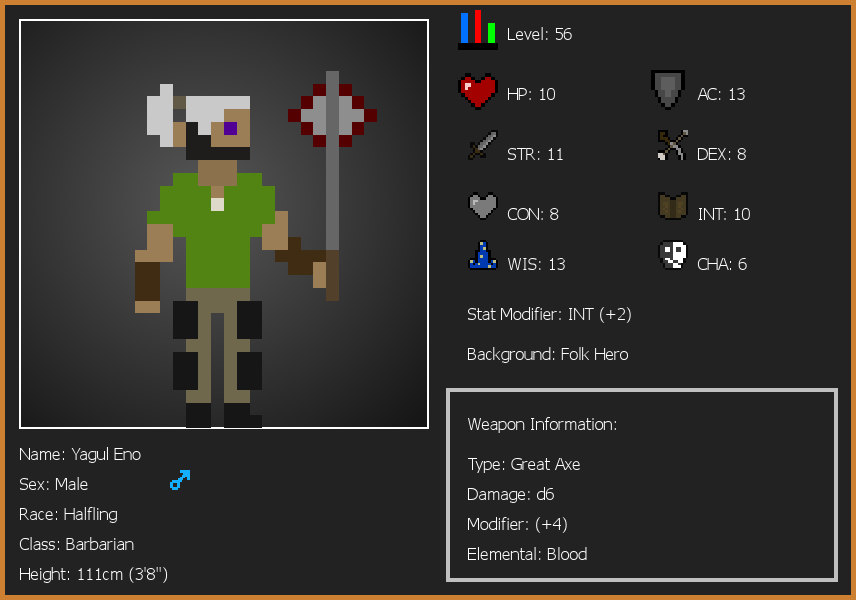 Level: 56
HP: 10
AC: 13
STR: 11
DEX: 8
CON: 8
INT: 10
WIS: 13
CHA: 6
Stat Modifier: INT (+2)
Background: Folk Hero
Weapon Information:
Type: Great Axe
Damage: d6
Modifier: (+4)
Elemental: Blood
Name: Yagul Eno
Sex: Male
Race: Halfling
Class: Barbarian
Height: 111cm (3'8")